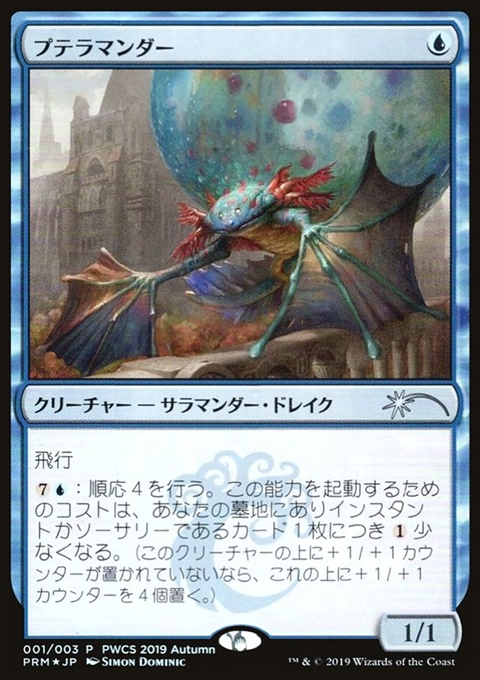 プテラマンダー
クリーチャー — サラマンダー・ドレイク
飛行
7：順応４を行う。この能力を起動するため
のコストは、あなたの墓地にありインスタン
トかソーサリーであるカード１枚につき 1 少
なくなる。（このクリーチャーの上に＋１/＋１カウ
ンターが置かれていないなら、これの上に＋１/＋１
カウンターを４個置く。）
1/1
001/003 P PWCS 2019 Autumn
PRM★JP Simon Dominic
™ & © 2019 Wizards of the Coast